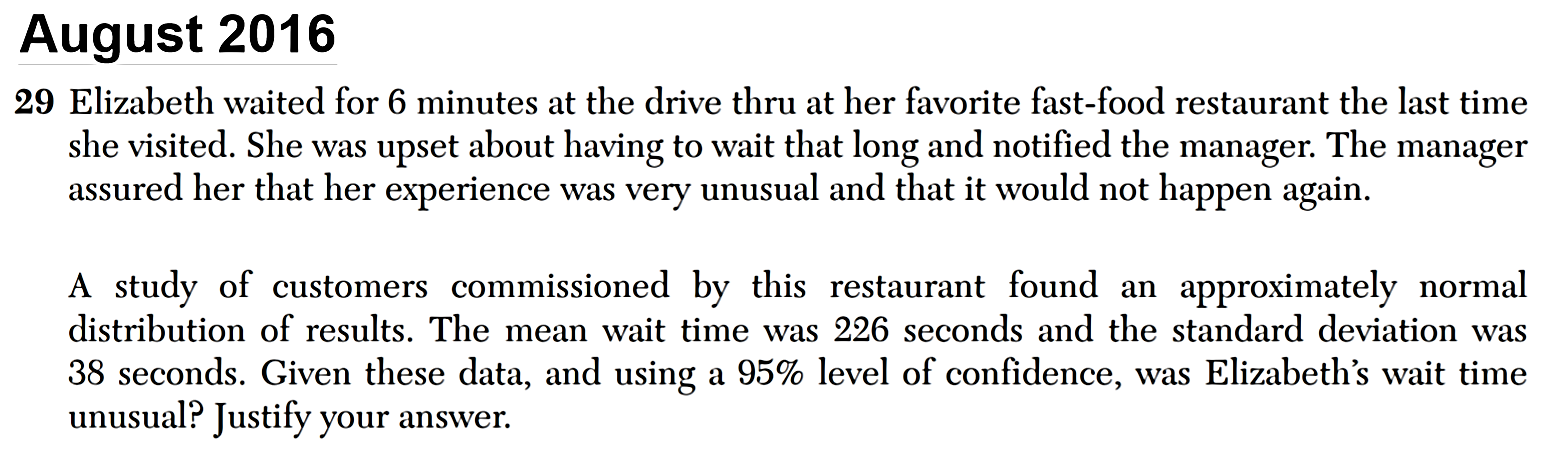 August 2016
29 Elizabeth waited for 6 minutes at the drive thru at her favorite fast-food restaurant the last time
she visited. She was upset about having to wait that long and notified the manager. The manager
assured her that her experience was very unusual and that it would not happen again.
A study of customers commissioned by this restaurant found an approximately normal
distribution of results. The mean wait time was 226 seconds and the standard deviation was
38 seconds. Given these data, and using a 95% level of confidence, was Elizabeth’s wait time
unusual? Justify your answer.